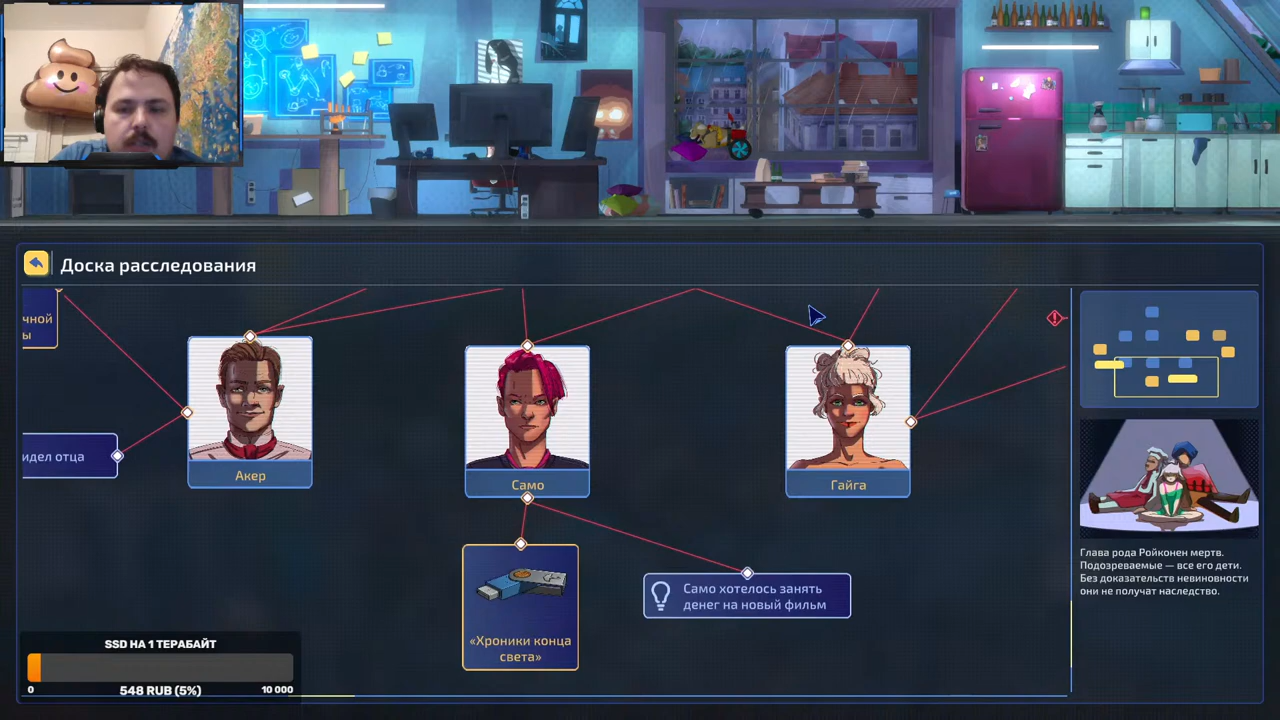 Доска расследования
чной
ы
идел отца
Акер
Само
Гайга
Само хотелось занять
денег на новый фильм
«Хроники конца
света»
Глава рода Ройконен мертв.
Подозреваемые — все его дети.
Без доказательств невиновности
они не получат наследство.
SSD НА 1 ТЕРАБАЙТ
0
548 RUB (5%)
10 000